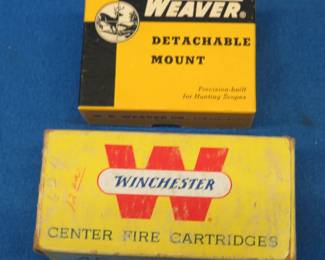 WEAVER®
DETACHABLE
MOUNT
Precision-built
for Hunting Scopes
W
WINCHESTER
CENTER FIRE CARTRIDGES